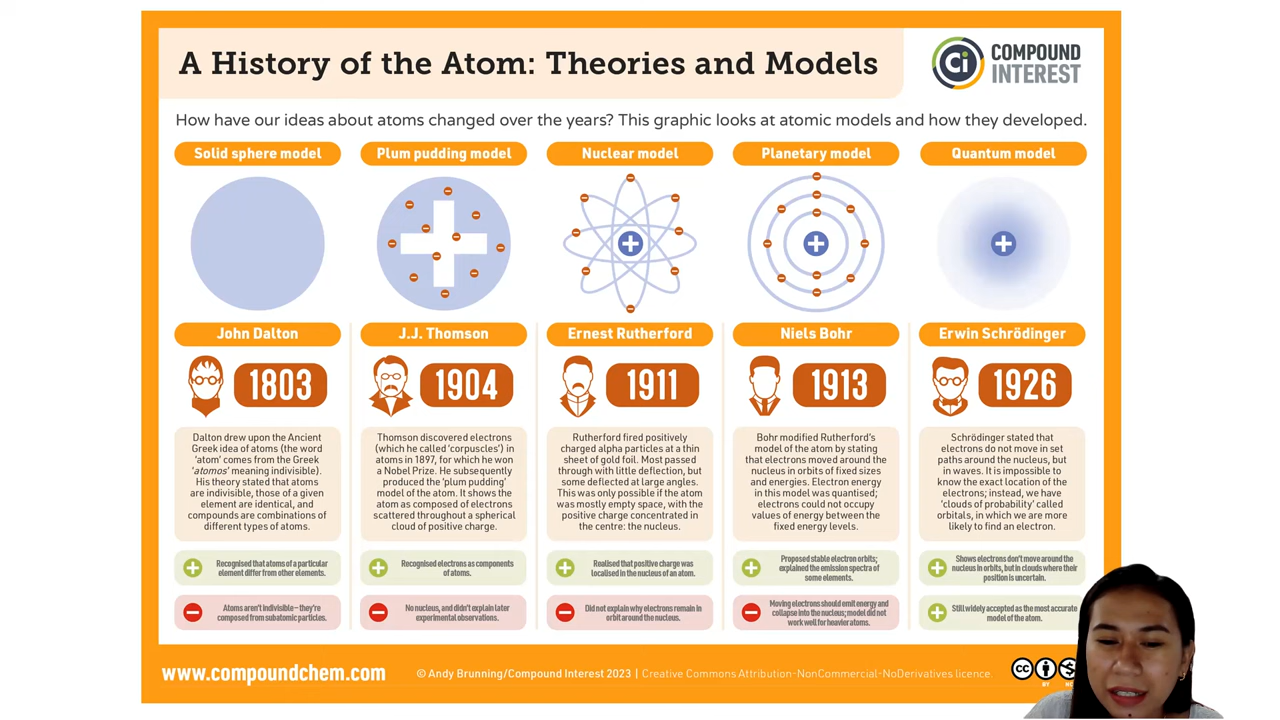 A History of the Atom: Theories and Models
Ci
COMPOUND
INTEREST
How have our ideas about atoms changed over the years? This graphic looks at atomic models and how they developed.
Solid sphere model
Plum pudding model
Nuclear model
Planetary model
Quantum model
John Dalton
J.J. Thomson
Ernest Rutherford
Niels Bohr
Erwin Schrödinger
1803
1904
1911
1913
1926
Dalton drew upon the Ancient
Greek idea of atoms (the word
'atom' comes from the Greek
'atomos' meaning indivisible).
His theory stated that atoms
are indivisible, those of a given
element are identical, and
compounds are combinations of
different types of atoms.
Thomson discovered electrons
(which he called 'corpuscles') in
atoms in 1897, for which he won
a Nobel Prize. He subsequently
produced the 'plum pudding'
model of the atom. It shows the
atom as composed of electrons
scattered throughout a spherical
cloud of positive charge.
Rutherford fired positively
charged alpha particles at a thin
sheet of gold foil. Most passed
through with little deflection, but
some deflected at large angles.
This was only possible if the atom
was mostly empty space, with the
positive charge concentrated in
the centre: the nucleus.
Bohr modified Rutherford's
model of the atom by stating
that electrons moved around the
nucleus in orbits of fixed sizes
and energies. Electron energy
in this model was quantised;
electrons could not occupy
values of energy between the
fixed energy levels.
Schrödinger stated that
electrons do not move in set
paths around the nucleus, but
in waves. It is impossible to
know the exact location of the
electrons; instead, we have
'clouds of probability' called
orbitals, in which we are more
likely to find an electron.
Recognised that atoms of a particular
element differ from other elements.
Recognised electrons as components
of atoms.
Realised that positive charge was
localised in the nucleus of an atom.
Proposed stable electron orbits;
explained the emission spectra of
some elements.
Shows electrons don't move around the
nucleus in orbits, but in clouds where their
position is uncertain.
Atoms aren't indivisible – they're
composed from subatomic particles.
No nucleus, and didn't explain later
experimental observations.
Did not explain why electrons remain in
orbit around the nucleus.
Moving electrons should emit energy and
collapse into the nucleus; model did not
work well for heavier atoms.
Still widely accepted as the most accurate
model of the atom.
www.compoundchem.com
© Andy Brunning/Compound Interest 2023 | Creative Commons Attribution-NonCommercial-NoDerivatives licence.
cc
BY